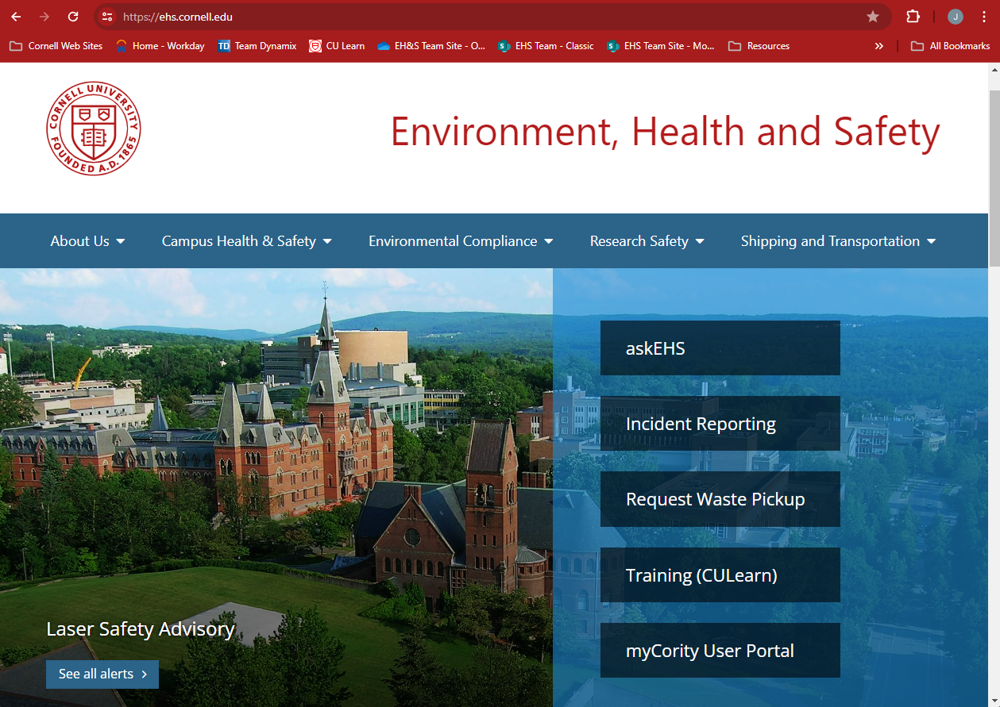 https://ehs.cornell.edu
J
Cornell Web Sites
Home - Workday
TD Team Dynamix
CU Learn
EH&S Team Site - O...
S EHS Team - Classic
S EHS Team Site - Mo...
Resources
All Bookmarks
CORNELL UNIVERSITY
FOUNDED A.D. 1865
Environment, Health and Safety
About Us
Campus Health & Safety
Environmental Compliance
Research Safety
Shipping and Transportation
askEHS
Incident Reporting
Request Waste Pickup
Training (CULearn)
myCority User Portal
Laser Safety Advisory
See all alerts